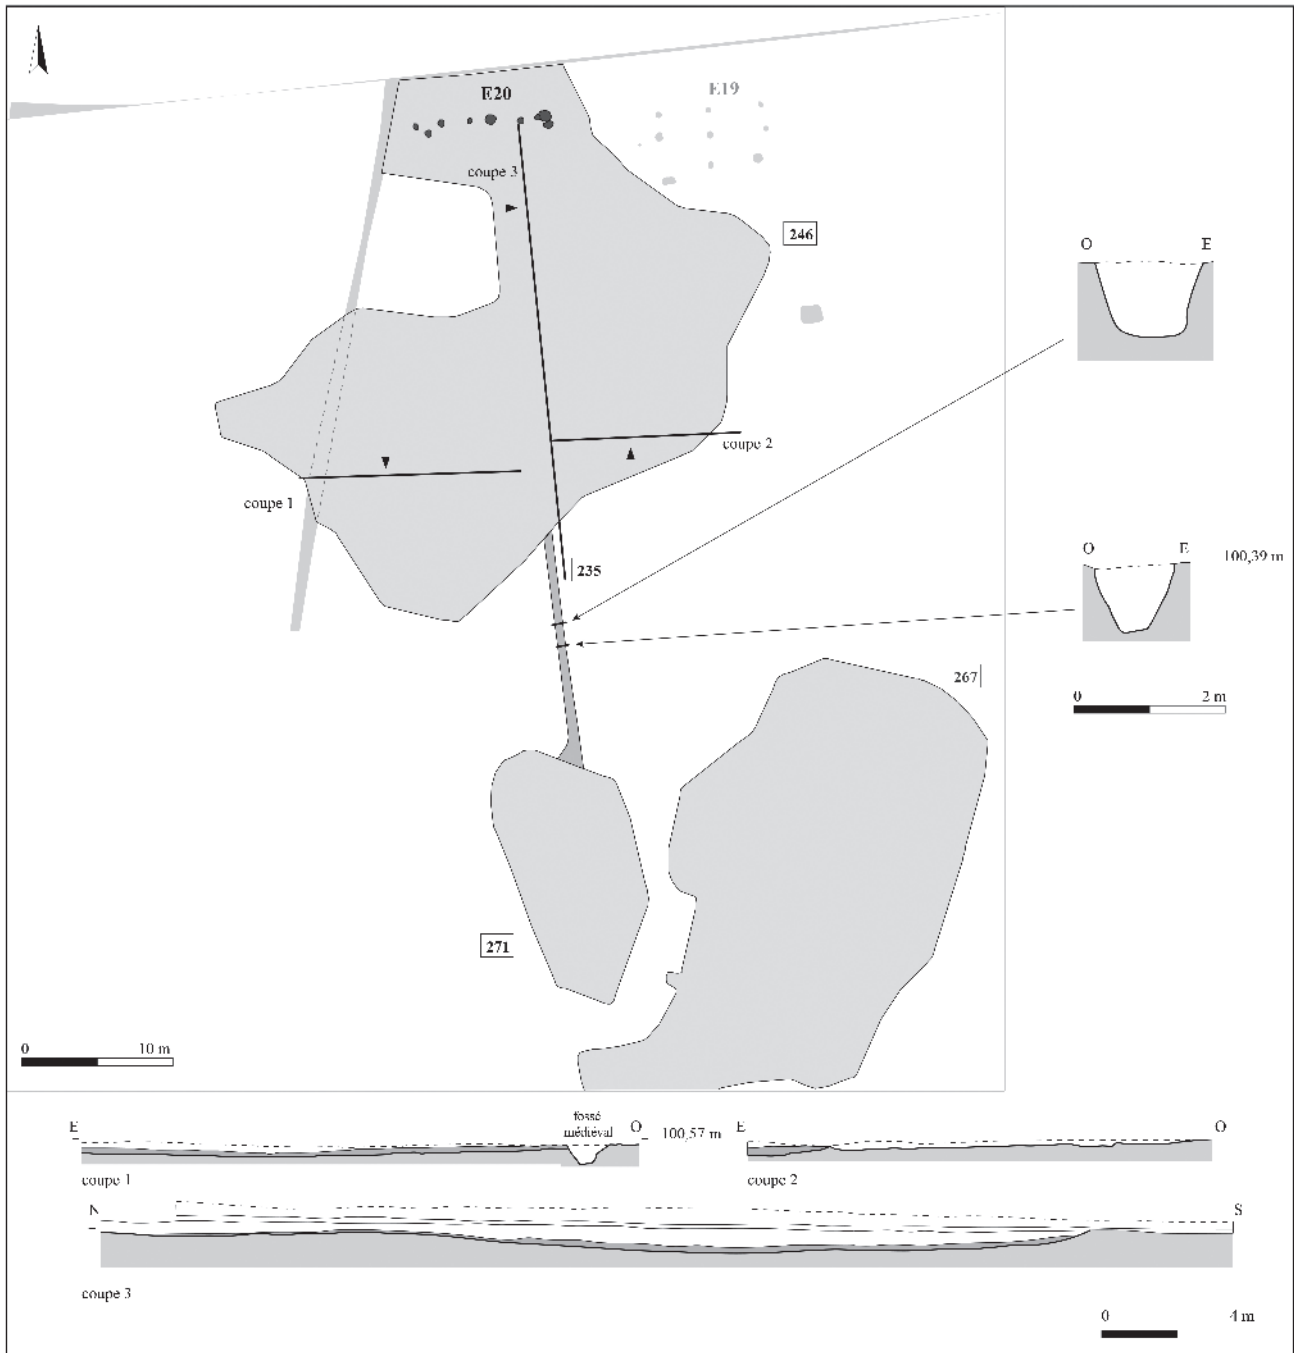 E20
E19
coupe 3
246
O E
coupe 2
coupe 1
235
O E 100,39 m
267
0 2 m
271
0 10 m
E fossé médiéval O 100,57 m
coupe 1
E O
coupe 2
N S
coupe 3
0 4 m